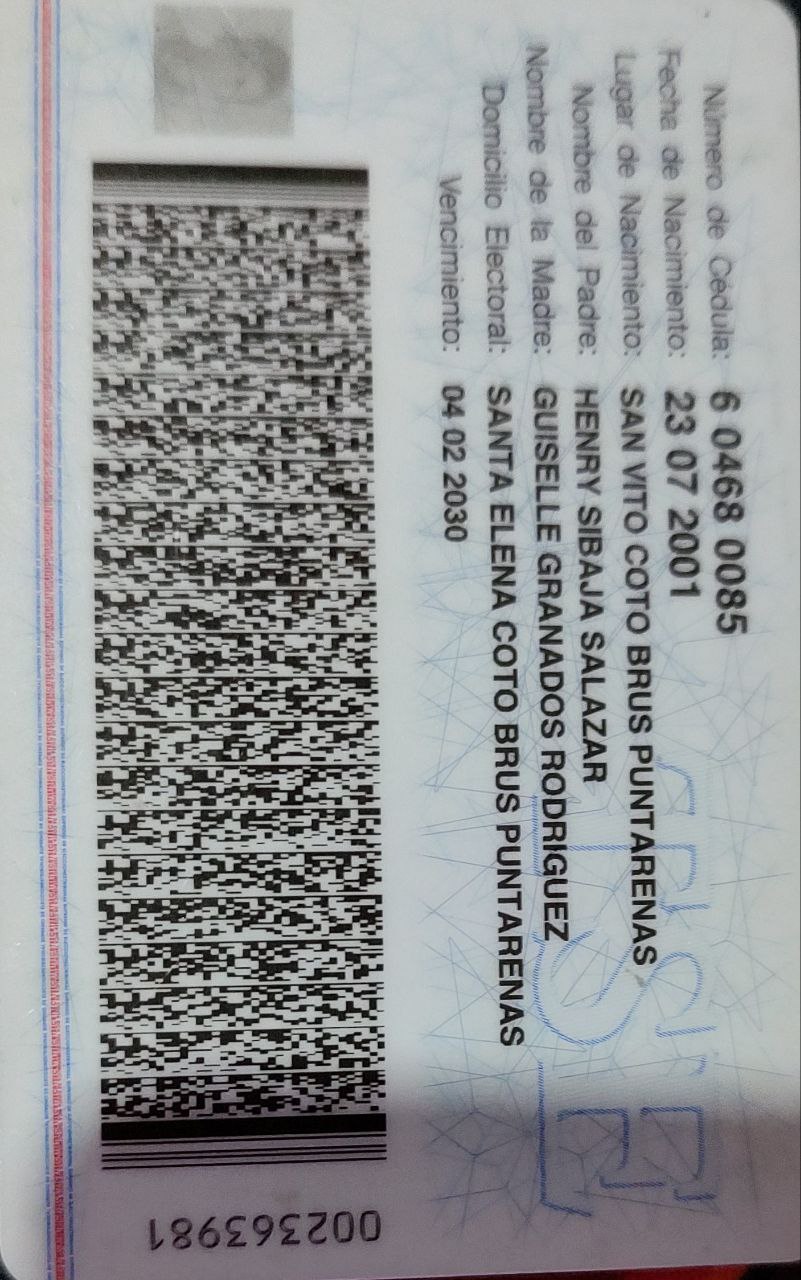 Número de Cédula: 6 0468 0085
Fecha de Nacimiento: 23 07 2001
Lugar de Nacimiento: SAN VITO COTO BRUS PUNTARENAS
Nombre del Padre: HENRY SIBAJA SALAZAR
Nombre de la Madre: GUISELLE GRANADOS RODRIGUEZ
Domicilio Electoral: SANTA ELENA COTO BRUS PUNTARENAS
Vencimiento: 04 02 2030
TSE
002363981